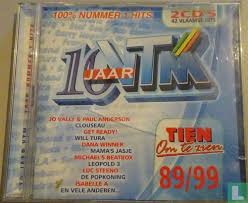 100% NUMMER 1 HITS
2CD'S
42 VLAAMSE HITS
10 JAAR VTM
JO VALLY & PAUL ANDERSON
CLOUSEAU
GET READY!
WILL TURA
DANA WINNER
MAMA'S JASJE
MICHAEL'S BEATBOX
LEOPOLD 3
LUC STEENO
DE POPRONING
ISABELLE A
EN VELE ANDEREN...
TIEN
Om te zien
89/99